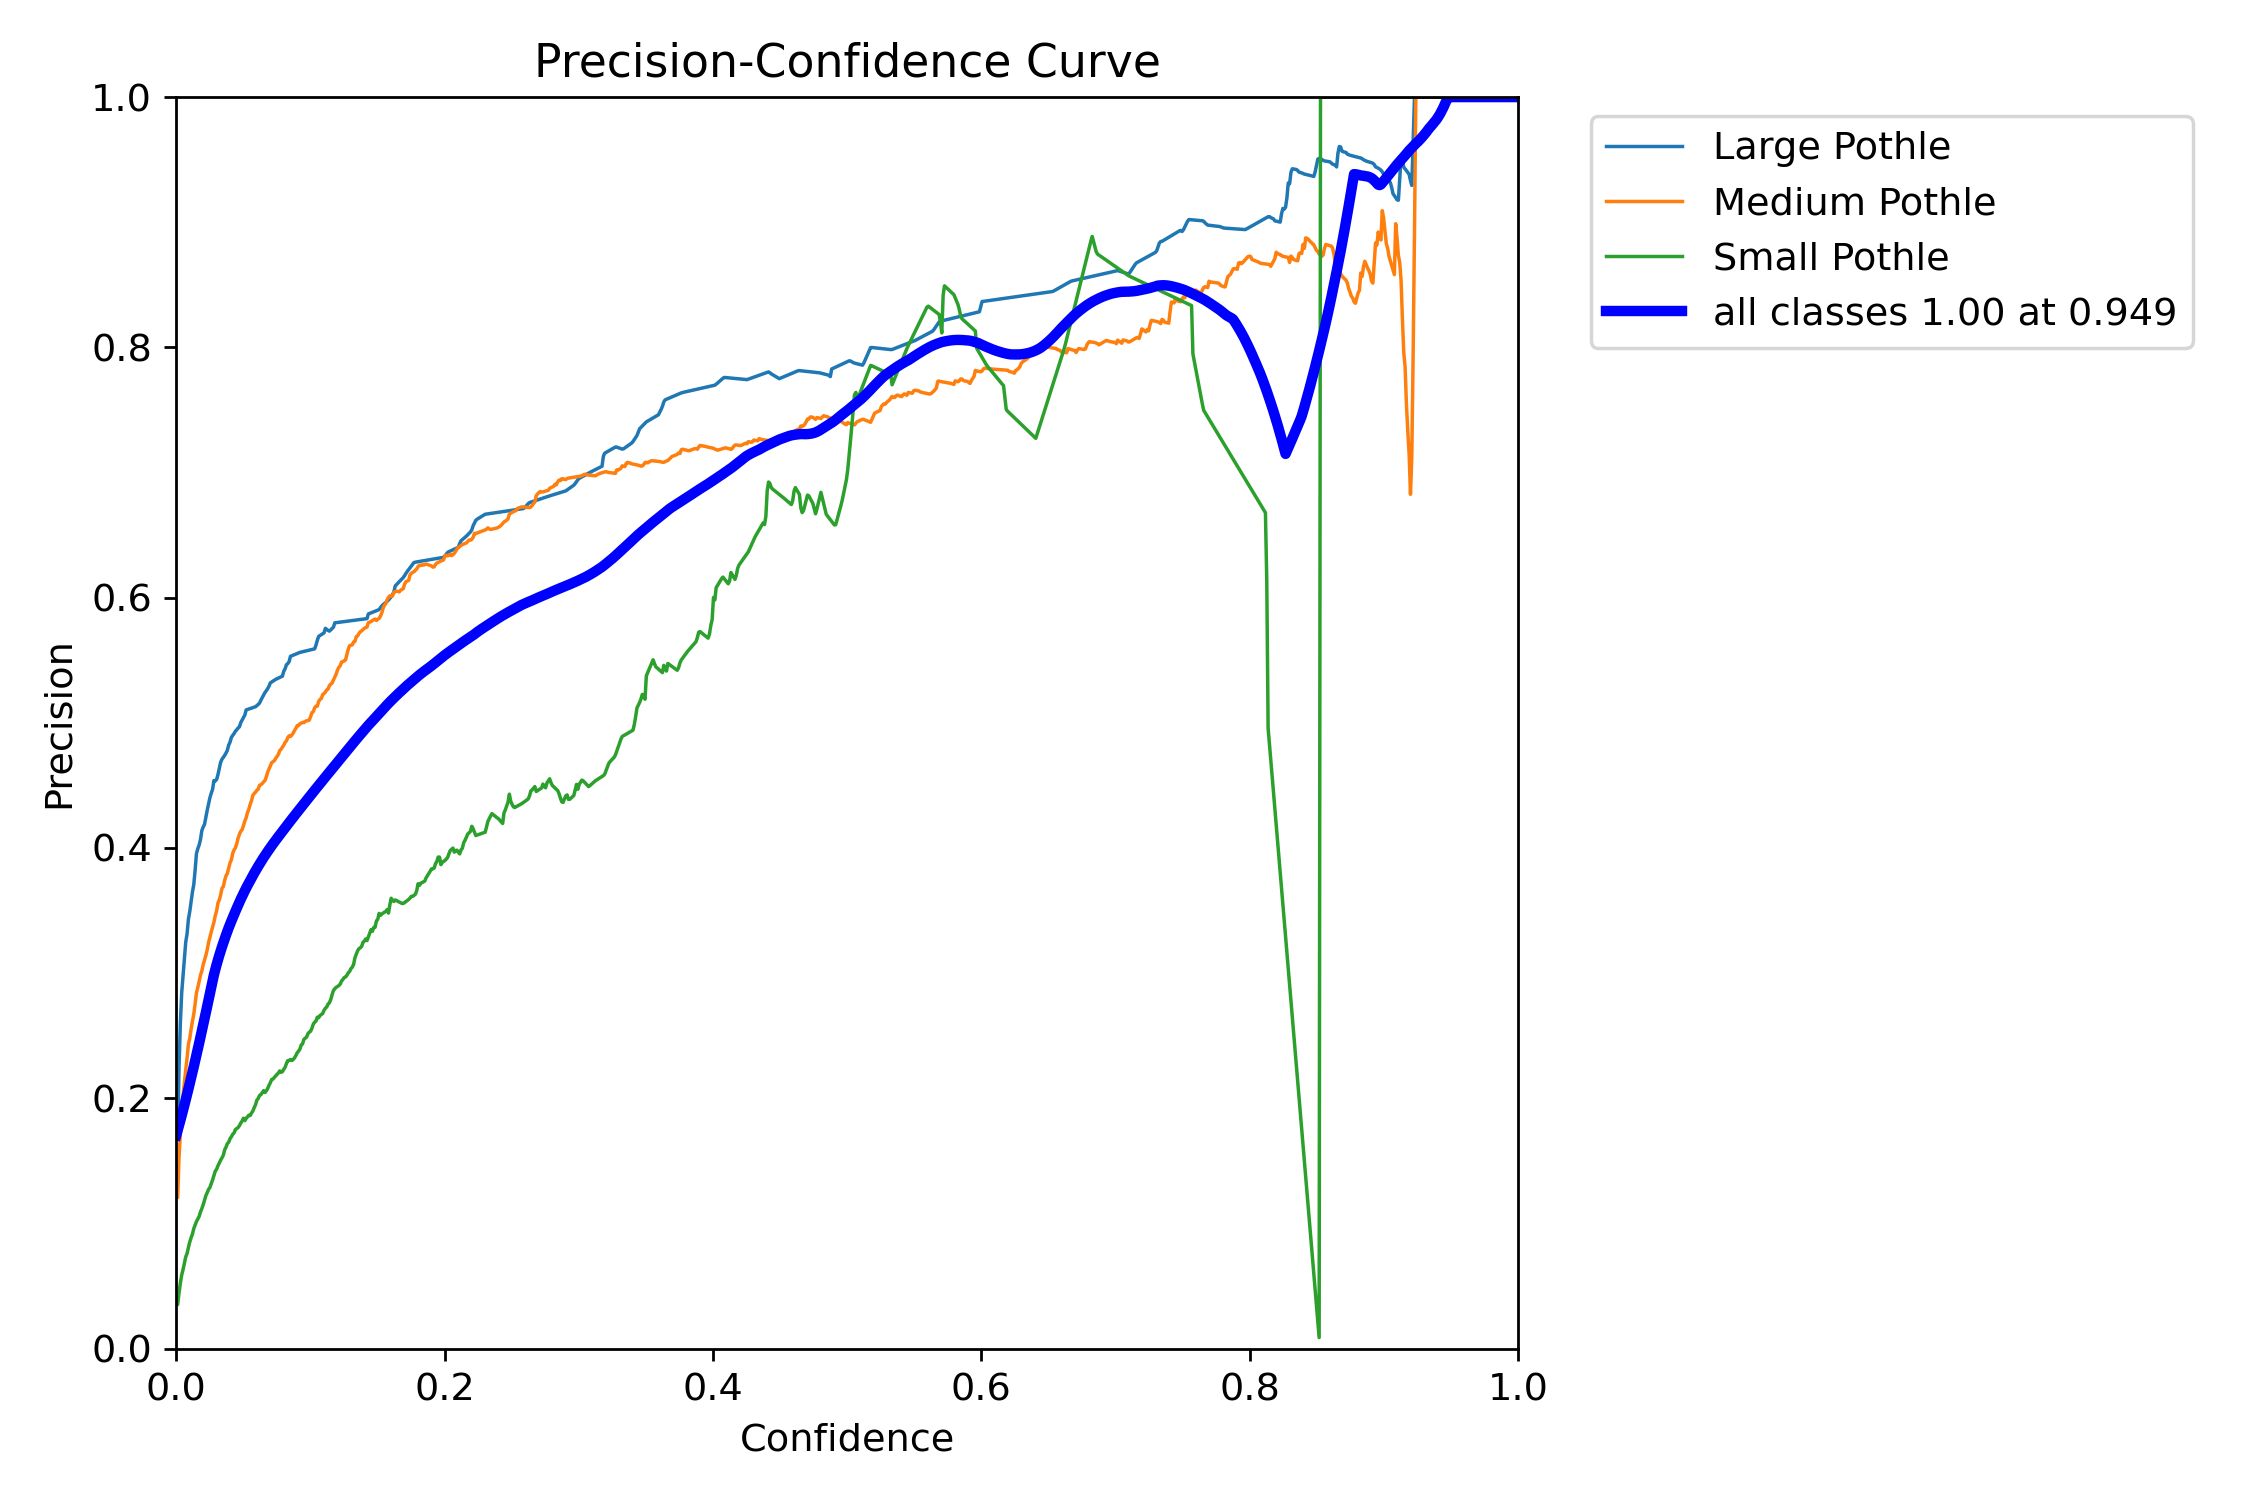 Precision-Confidence Curve
1.0
0.8
0.6
0.4
0.2
0.0
Precision
0.0 0.2 0.4 0.6 0.8 1.0
Confidence
Large Pothle
Medium Pothle
Small Pothle
all classes 1.00 at 0.949